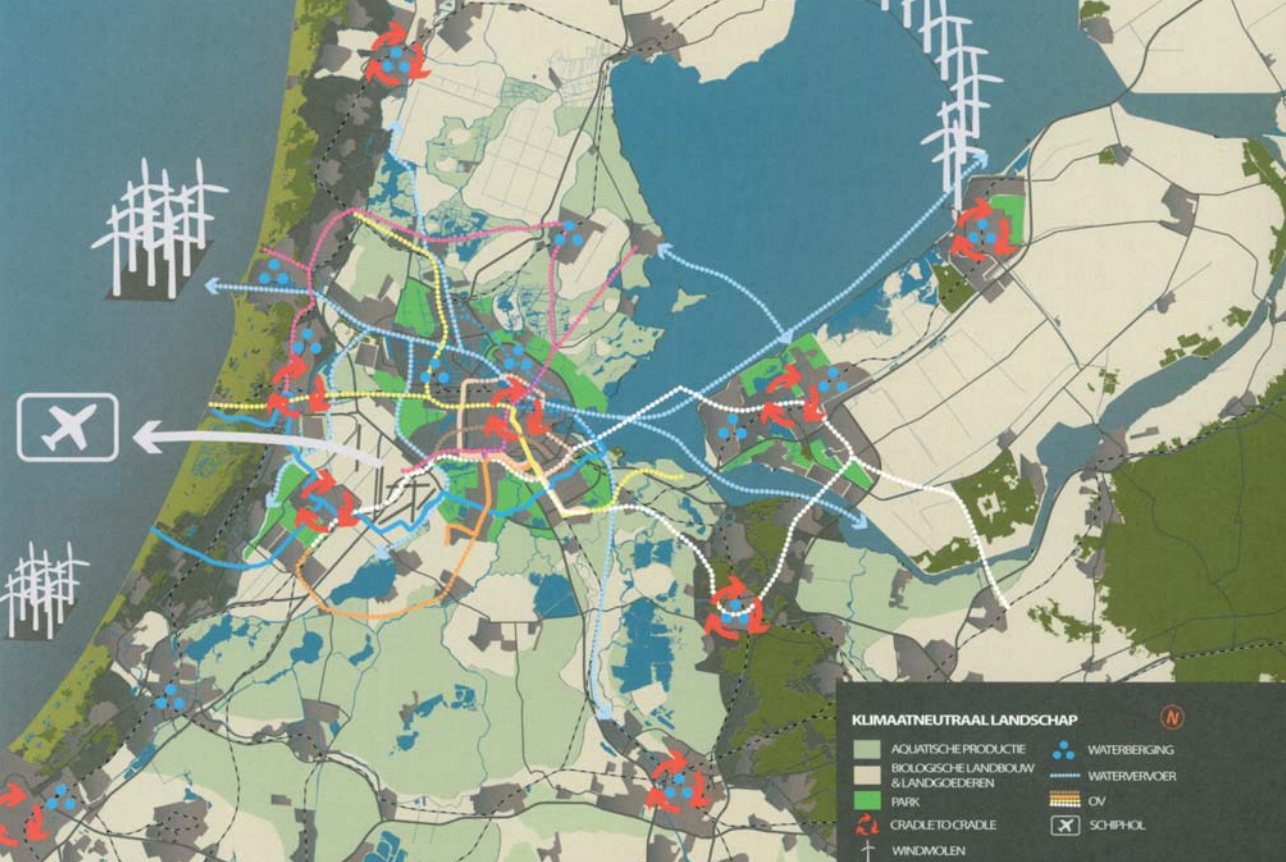 KLIMAATNEUTRAAL LANDSCHAP
N
AQUATISCHE PRODUCTIE
BIOLOGISCHE LANDBOUW
& LANDGOEDEREN
PARK
CRADLE TO CRADLE
WINDMOLEN
WATERBERGING
WATERVERVOER
OV
SCHIPHOL